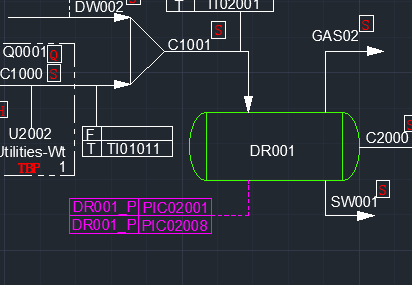 DW002
T TI02001
S
S
GAS02
C1001
Q0001 Q
C1000 S
U2002
Utilities-Wt
TBP 1
F
T TI01011
DR001
C2000
S
SW001
DR001_P PIC02001
DR001_P PIC02008